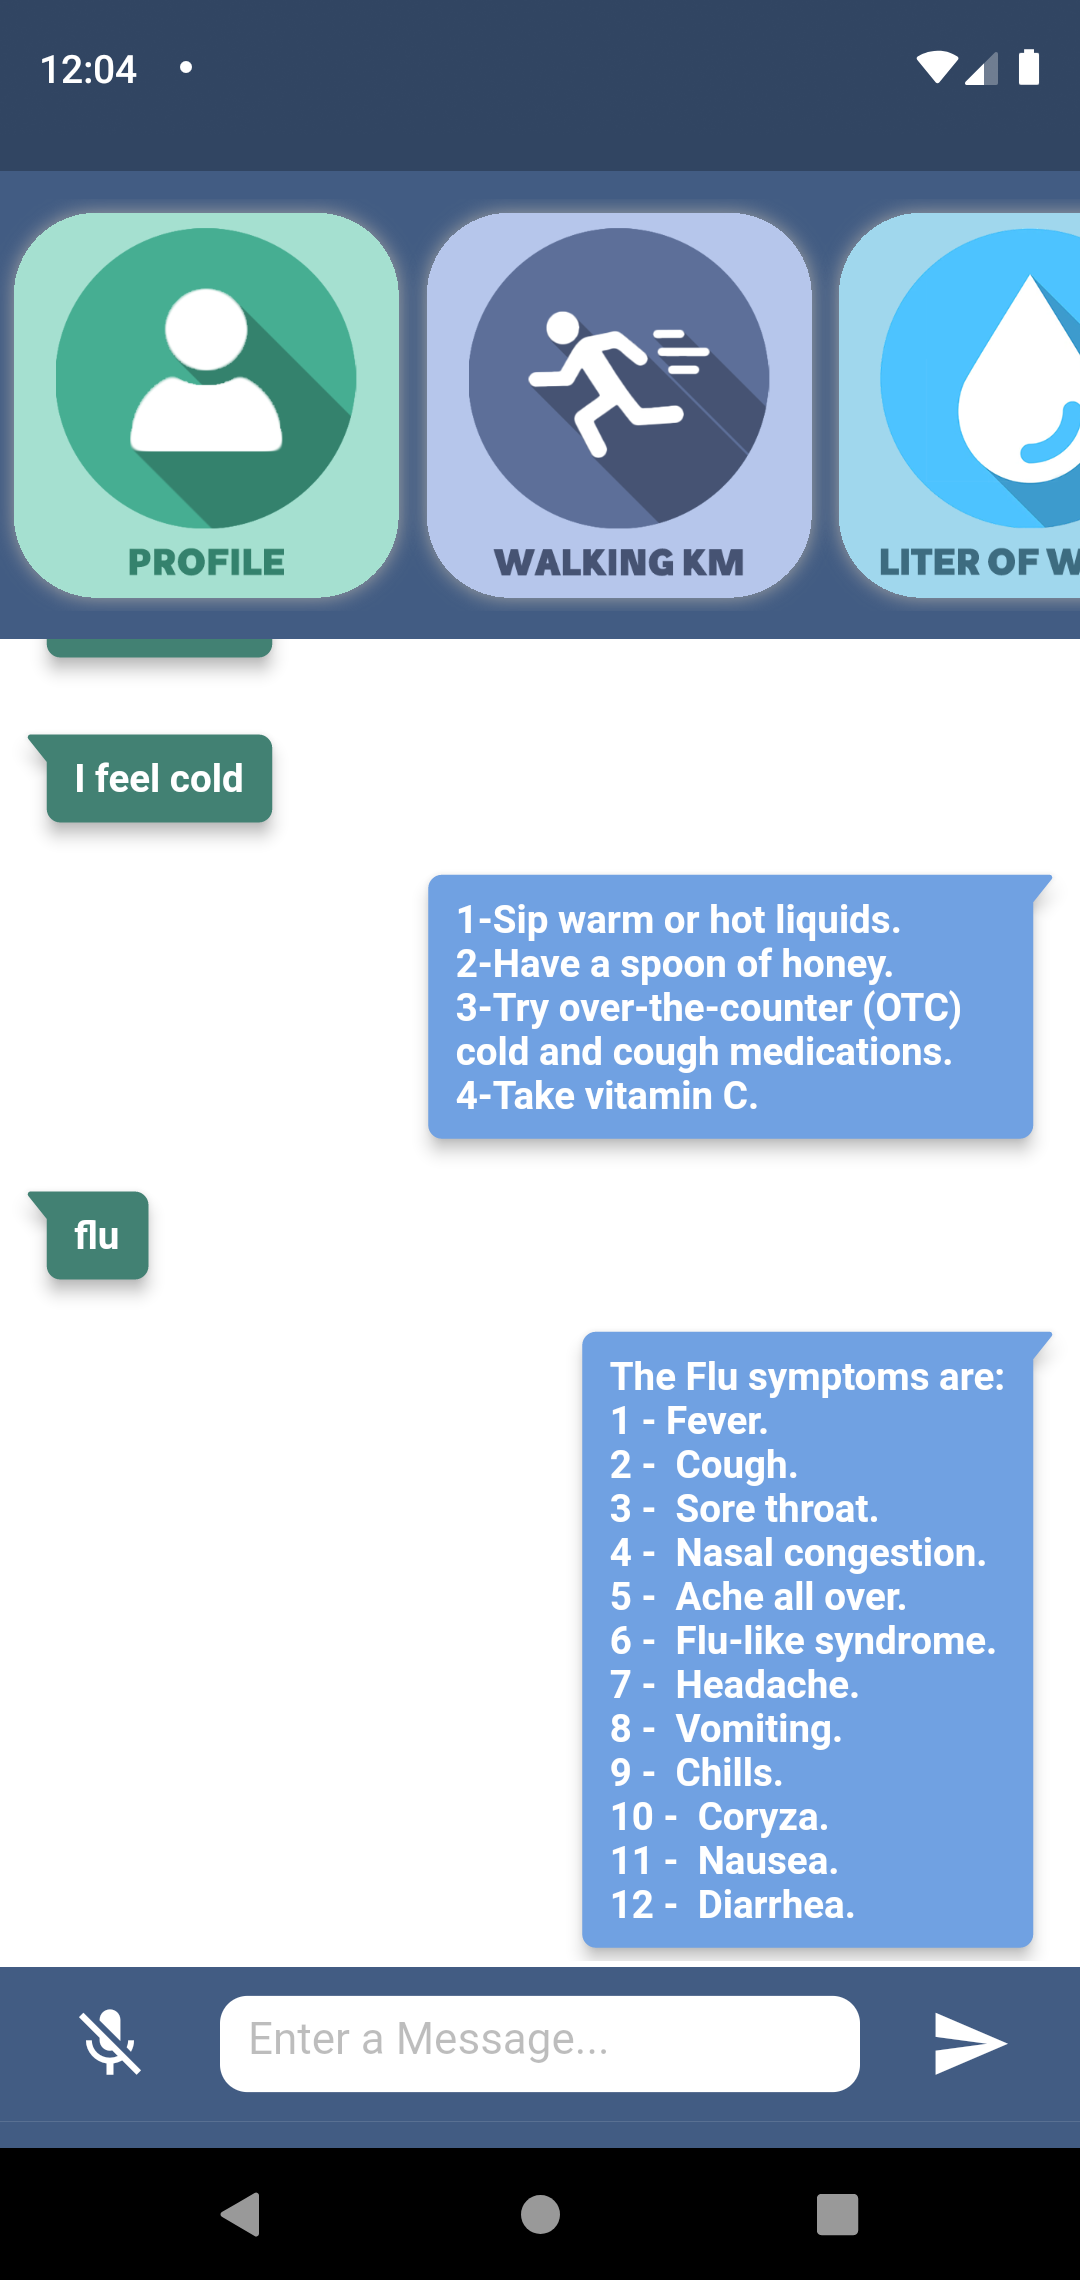 12:04
PROFILE
WALKING KM
LITER OF W
I feel cold
1-Sip warm or hot liquids.
2-Have a spoon of honey.
3-Try over-the-counter (OTC)
cold and cough medications.
4-Take vitamin C.
flu
The Flu symptoms are:
1 - Fever.
2 -  Cough.
3 -  Sore throat.
4 -  Nasal congestion.
5 -  Ache all over.
6 -  Flu-like syndrome.
7 -  Headache.
8 -  Vomiting.
9 -  Chills.
10 -  Coryza.
11 -  Nausea.
12 -  Diarrhea.
Enter a Message...